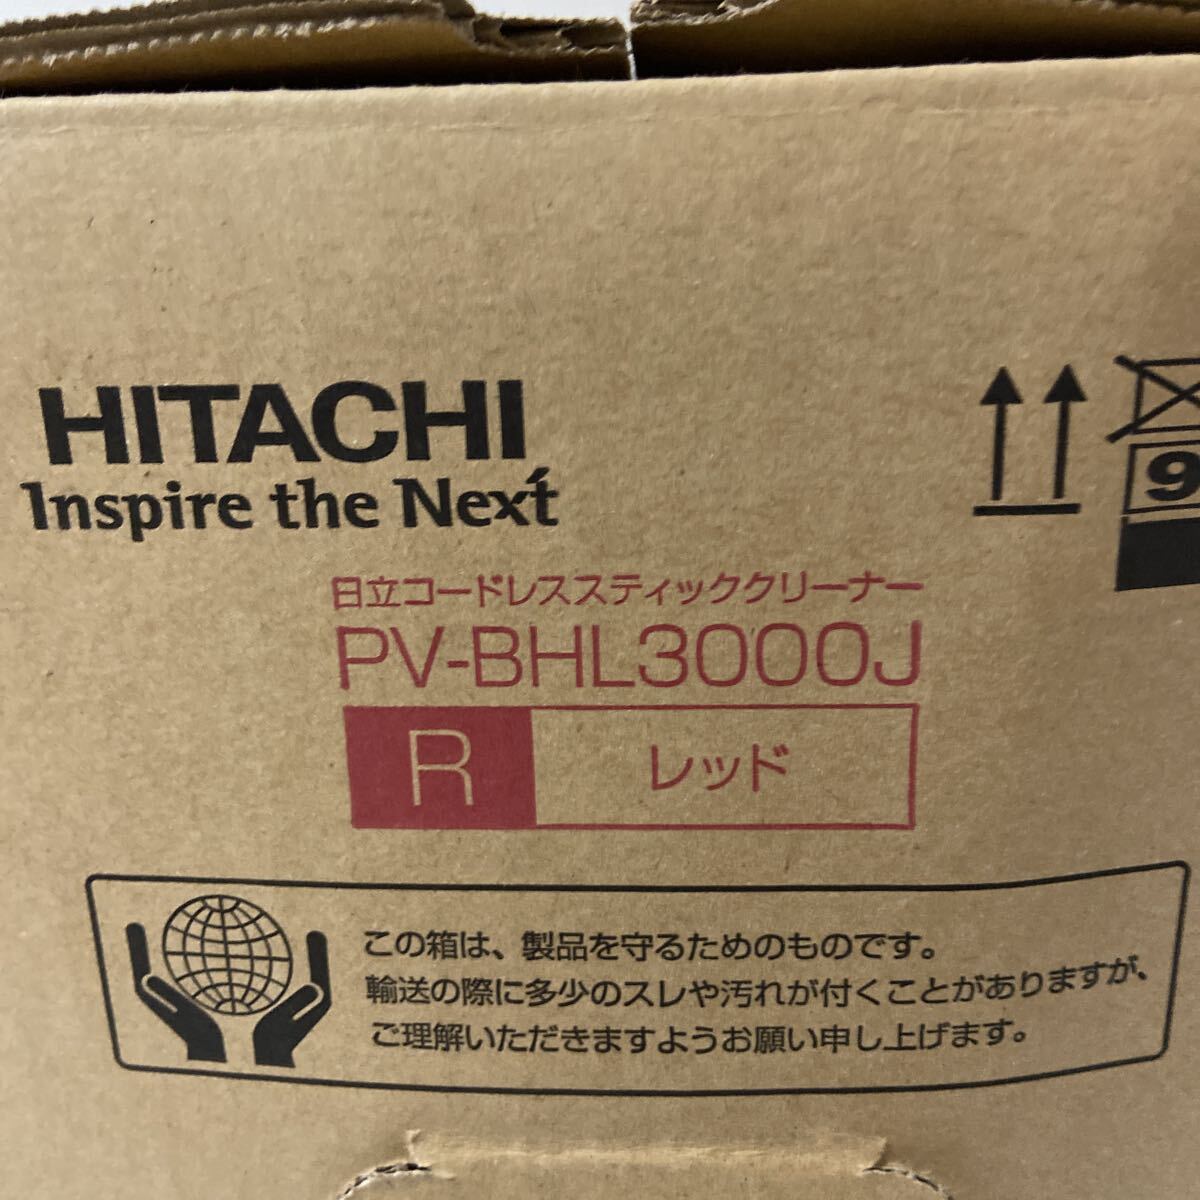 HITACHI
Inspire the Next
日立コードレススティッククリーナー
PV-BHL3000J
R レッド
9
この箱は、製品を守るためのものです。
輸送の際に多少のスレや汚れが付くことがありますが、
ご理解いただきますようお願い申し上げます。